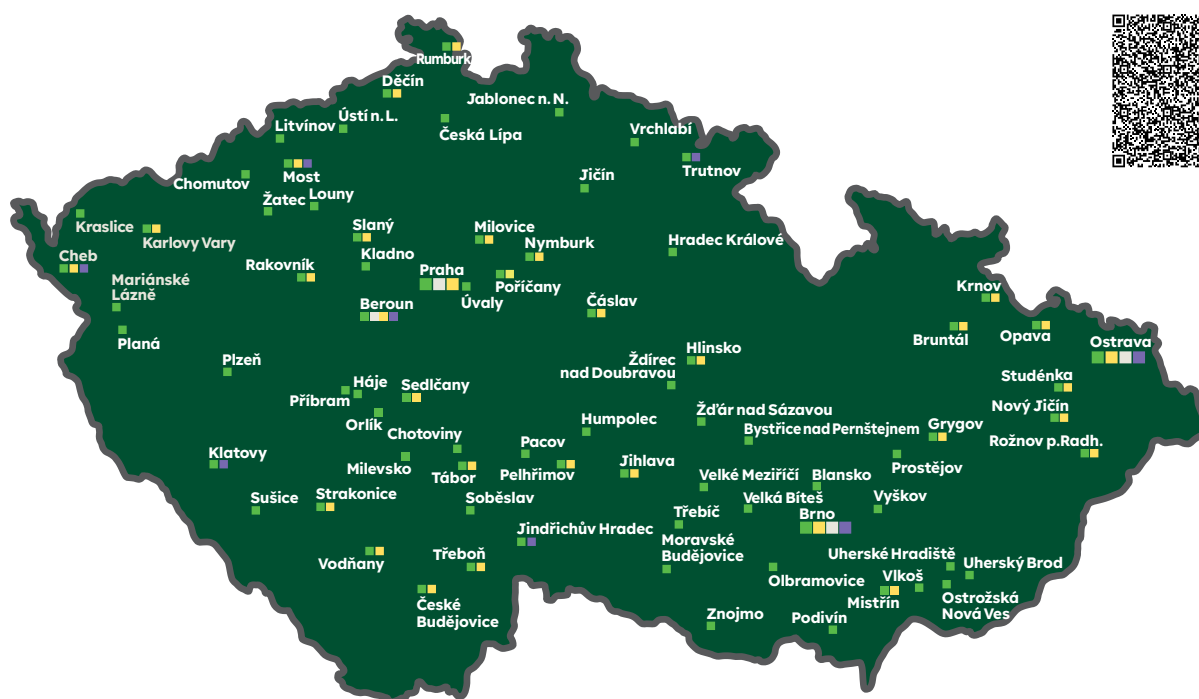 Rumburk
Děčín
Jablonec n. N.
Ústí n. L.
Česká Lípa
Litvínov
Vrchlabí
Most
Trutnov
Chomutov
Jičín
Louny
Žatec
Kraslice
Karlovy Vary
Slaný
Milovice
Nymburk
Hradec Králové
Cheb
Kladno
Rakovník
Praha
Poříčany
Mariánské
Lázně
Úvaly
Krnov
Beroun
Čáslav
Planá
Bruntál
Opava
Ostrava
Hlinsko
Plzeň
Ždírec
nad Doubravou
Studénka
Háje
Sedlčany
Příbram
Nový Jičín
Orlík
Humpolec
Žďár nad Sázavou
Grygov
Chotoviny
Bystřice nad Pernštejnem
Rožnov p.Radh.
Klatovy
Pacov
Milevsko
Jihlava
Prostějov
Tábor
Pelhřimov
Velké Meziříčí
Blansko
Sušice
Strakonice
Soběslav
Velká Bíteš
Vyškov
Třebíč
Brno
Jindřichův Hradec
Moravské
Budějovice
Vodňany
Třeboň
Uherské Hradiště
Uherský Brod
Olbramovice
Vlkoš
České
Budějovice
Mistřín
Ostrožská
Nová Ves
Znojmo
Podivín